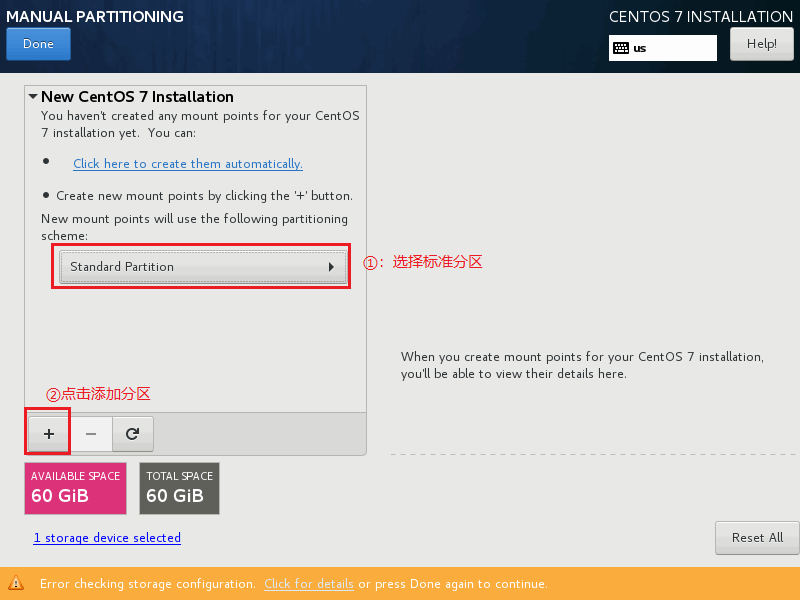 MANUAL PARTITIONING
CENTOS 7 INSTALLATION
Done
us
Help!
New CentOS 7 Installation
You haven't created any mount points for your CentOS
7 installation yet. You can:
Click here to create them automatically.
Create new mount points by clicking the '+' button.
New mount points will use the following partitioning
scheme:
Standard Partition
①：选择标准分区
When you create mount points for your CentOS 7 installation,
you'll be able to view their details here.
②点击添加分区
+ −
AVAILABLE SPACE
60 GiB
TOTAL SPACE
60 GiB
1 storage device selected
Reset All
Error checking storage configuration. Click for details or press Done again to continue.